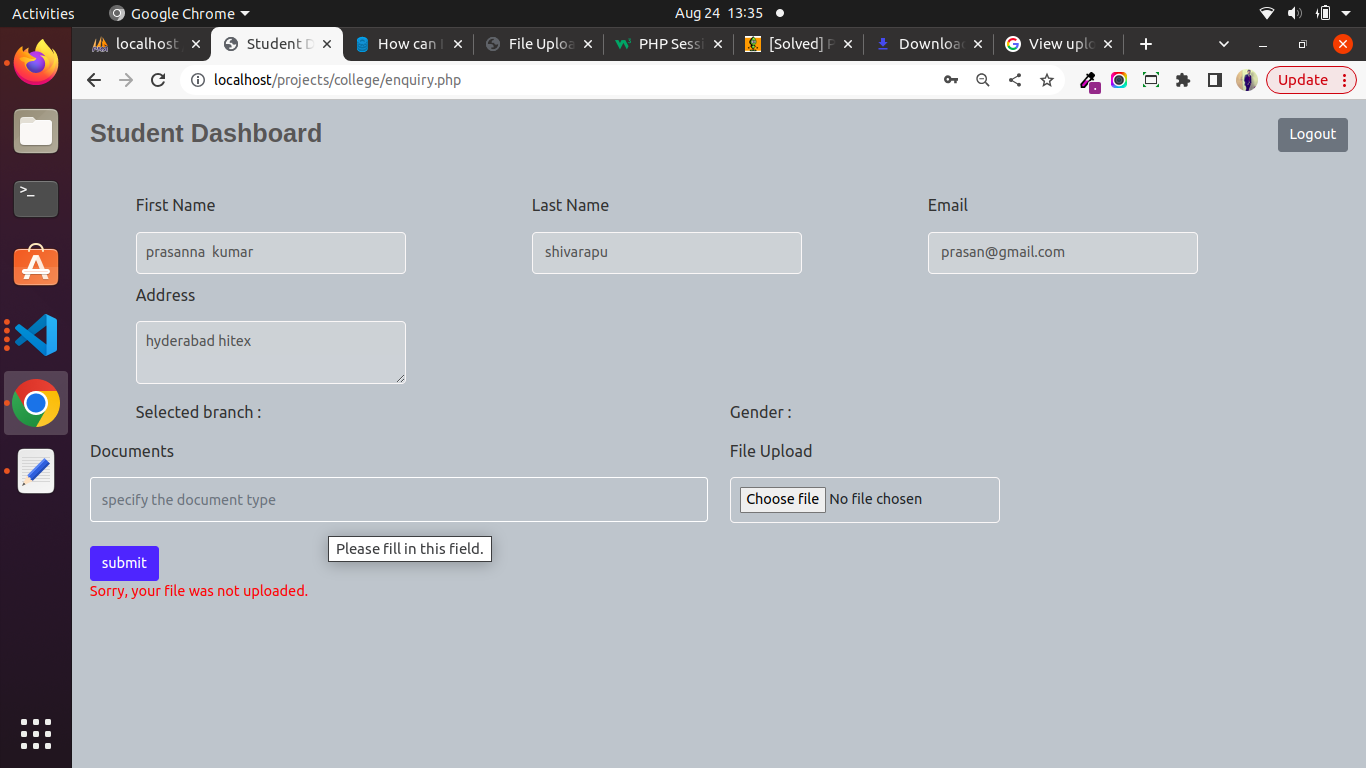 Activities Google Chrome Aug 24 13:35
localhost Student D How can File Uploa PHP Sessi [Solved] P Downloa View uplo
localhost/projects/college/enquiry.php Update
Student Dashboard Logout
First Name Last Name Email
prasanna kumar shivarapu prasan@gmail.com
Address
hyderabad hitex
Selected branch : Gender :
Documents File Upload
specify the document type Choose file No file chosen
Please fill in this field.
submit
Sorry, your file was not uploaded.